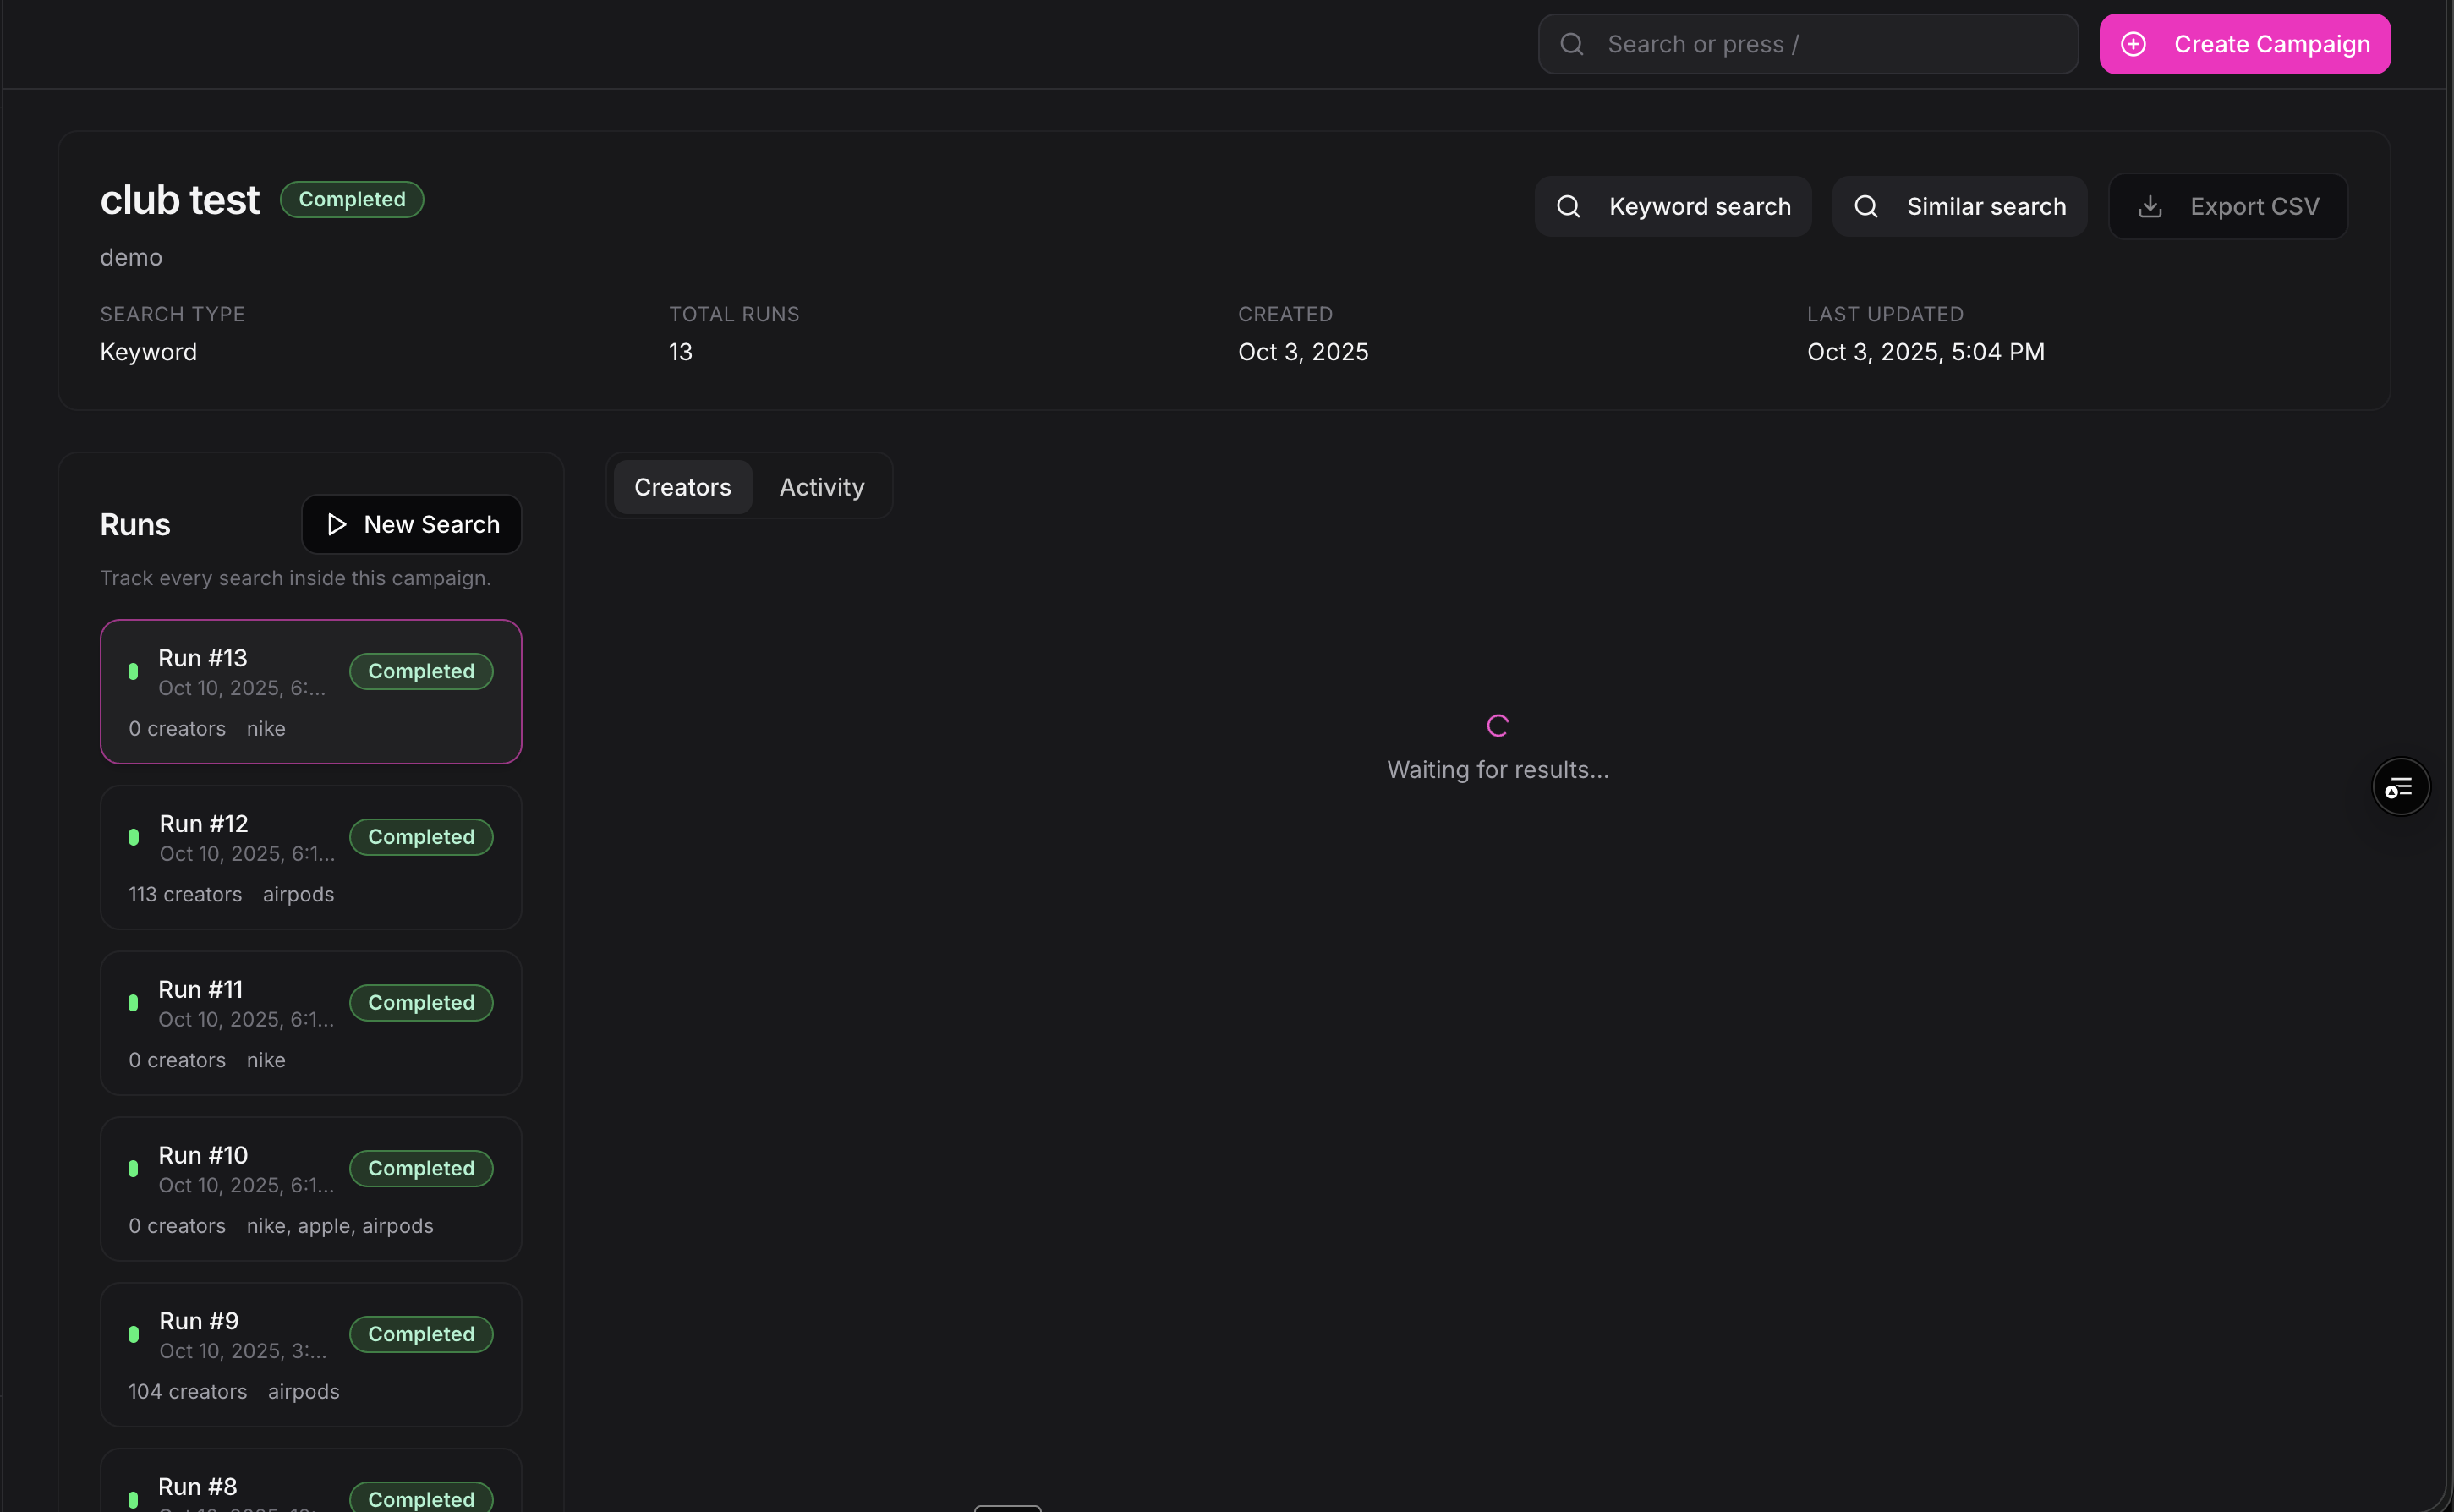 Search or press /
Create Campaign
club test
Completed
Keyword search
Similar search
Export CSV
demo
SEARCH TYPE
TOTAL RUNS
CREATED
LAST UPDATED
Keyword
13
Oct 3, 2025
Oct 3, 2025, 5:04 PM
Runs
New Search
Track every search inside this campaign.
Creators
Activity
Waiting for results...
Run #13
Completed
Oct 10, 2025, 6:...
0 creators nike
Run #12
Completed
Oct 10, 2025, 6:1...
113 creators airpods
Run #11
Completed
Oct 10, 2025, 6:1...
0 creators nike
Run #10
Completed
Oct 10, 2025, 6:1...
0 creators nike, apple, airpods
Run #9
Completed
Oct 10, 2025, 3:...
104 creators airpods
Run #8
Completed